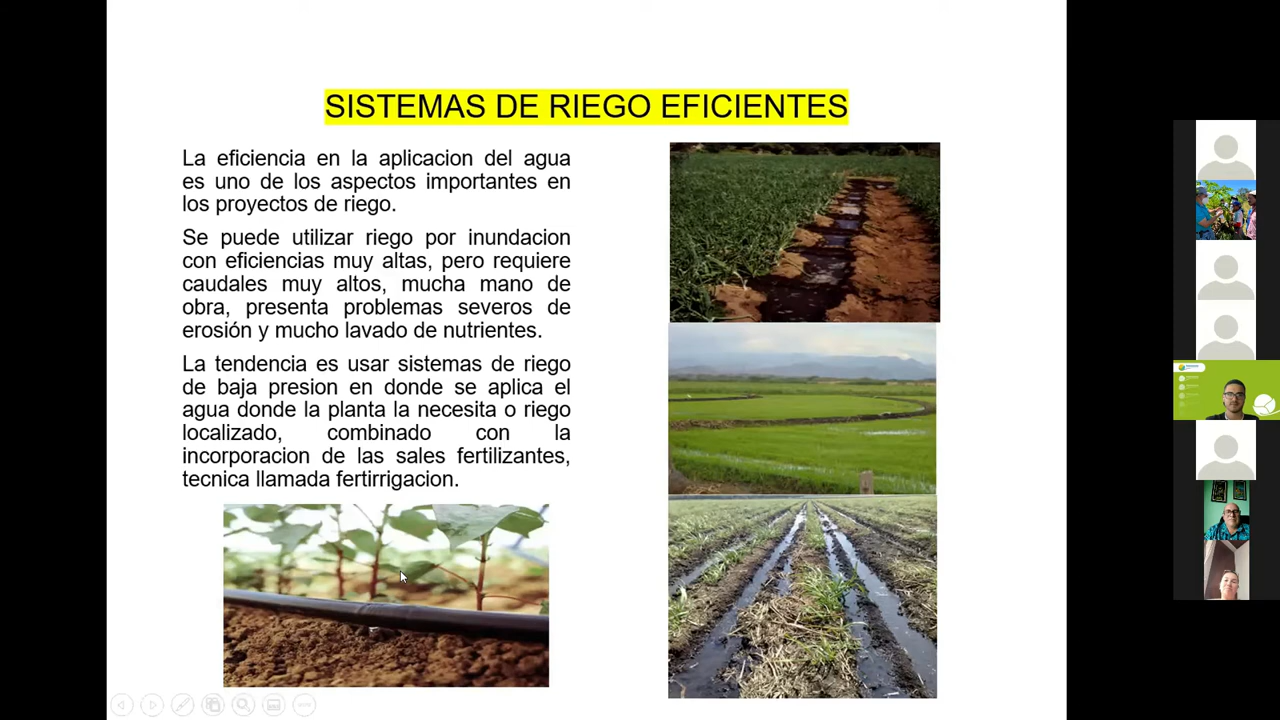 SISTEMAS DE RIEGO EFICIENTES
La eficiencia en la aplicacion del agua
es uno de los aspectos importantes en
los proyectos de riego.
Se puede utilizar riego por inundacion
con eficiencias muy altas, pero requiere
caudales muy altos, mucha mano de
obra, presenta problemas severos de
erosión y mucho lavado de nutrientes.
La tendencia es usar sistemas de riego
de baja presion en donde se aplica el
agua donde la planta la necesita o riego
localizado, combinado con la
incorporacion de las sales fertilizantes,
tecnica llamada fertirrigacion.